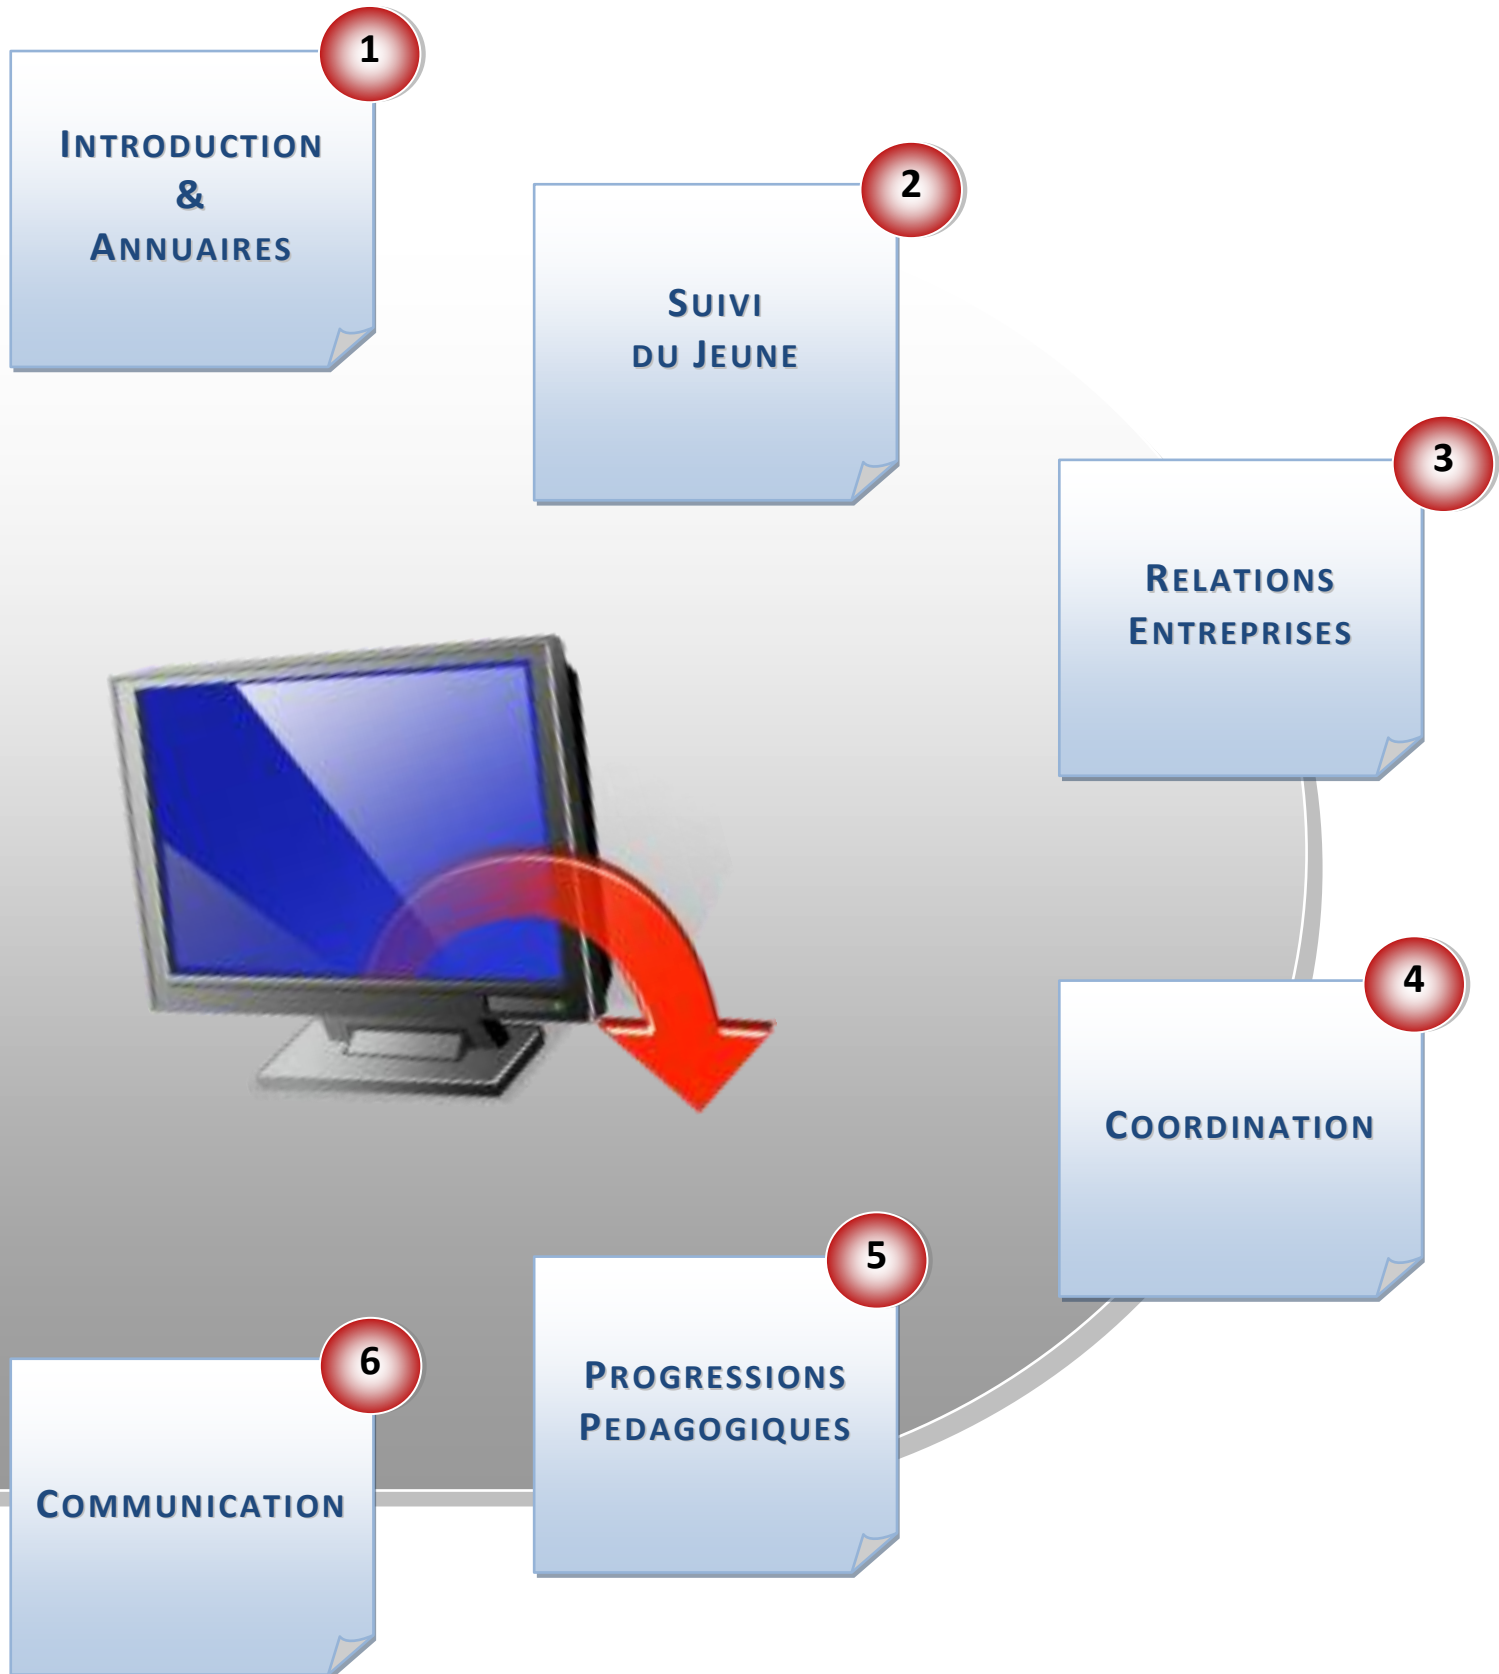 1
INTRODUCTION
&
ANNUAIRES
2
SUIVI
DU JEUNE
3
RELATIONS
ENTREPRISES
4
COORDINATION
5
PROGRESSIONS
PEDAGOGIQUES
6
COMMUNICATION